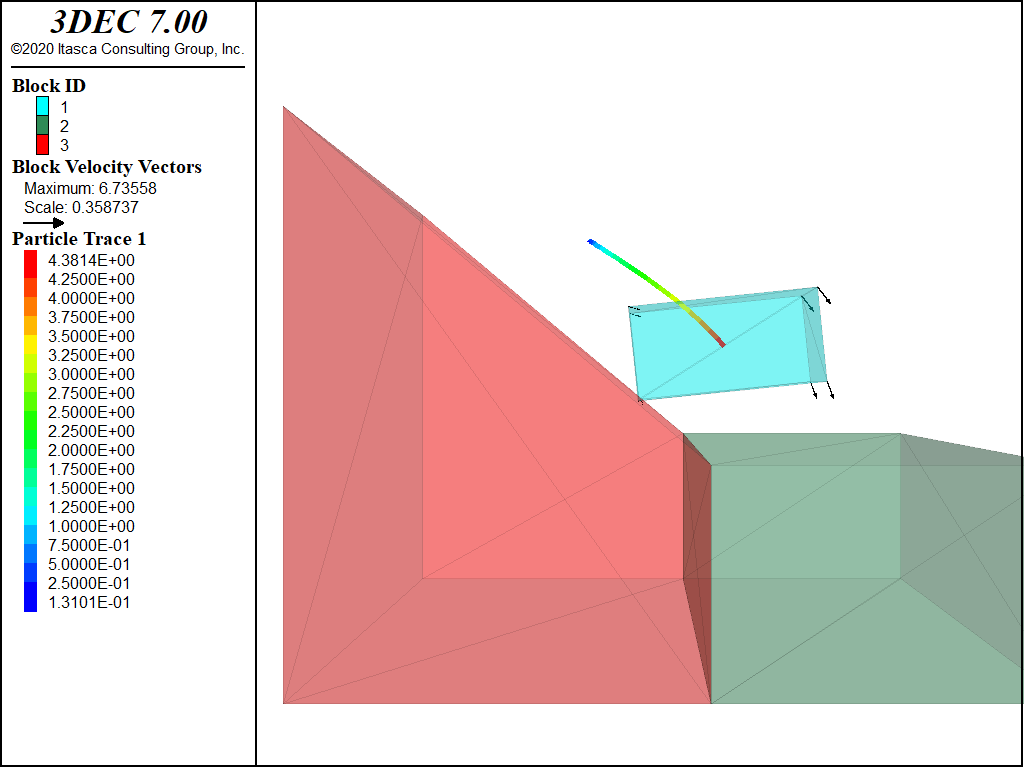 3DEC 7.00
©2020 Itasca Consulting Group, Inc.
Block ID
1
2
3
Block Velocity Vectors
Maximum: 6.73558
Scale: 0.358737
Particle Trace 1
4.3814E+00
4.2500E+00
4.0000E+00
3.7500E+00
3.5000E+00
3.2500E+00
3.0000E+00
2.7500E+00
2.5000E+00
2.2500E+00
2.0000E+00
1.7500E+00
1.5000E+00
1.2500E+00
1.0000E+00
7.5000E-01
5.0000E-01
2.5000E-01
1.3101E-01